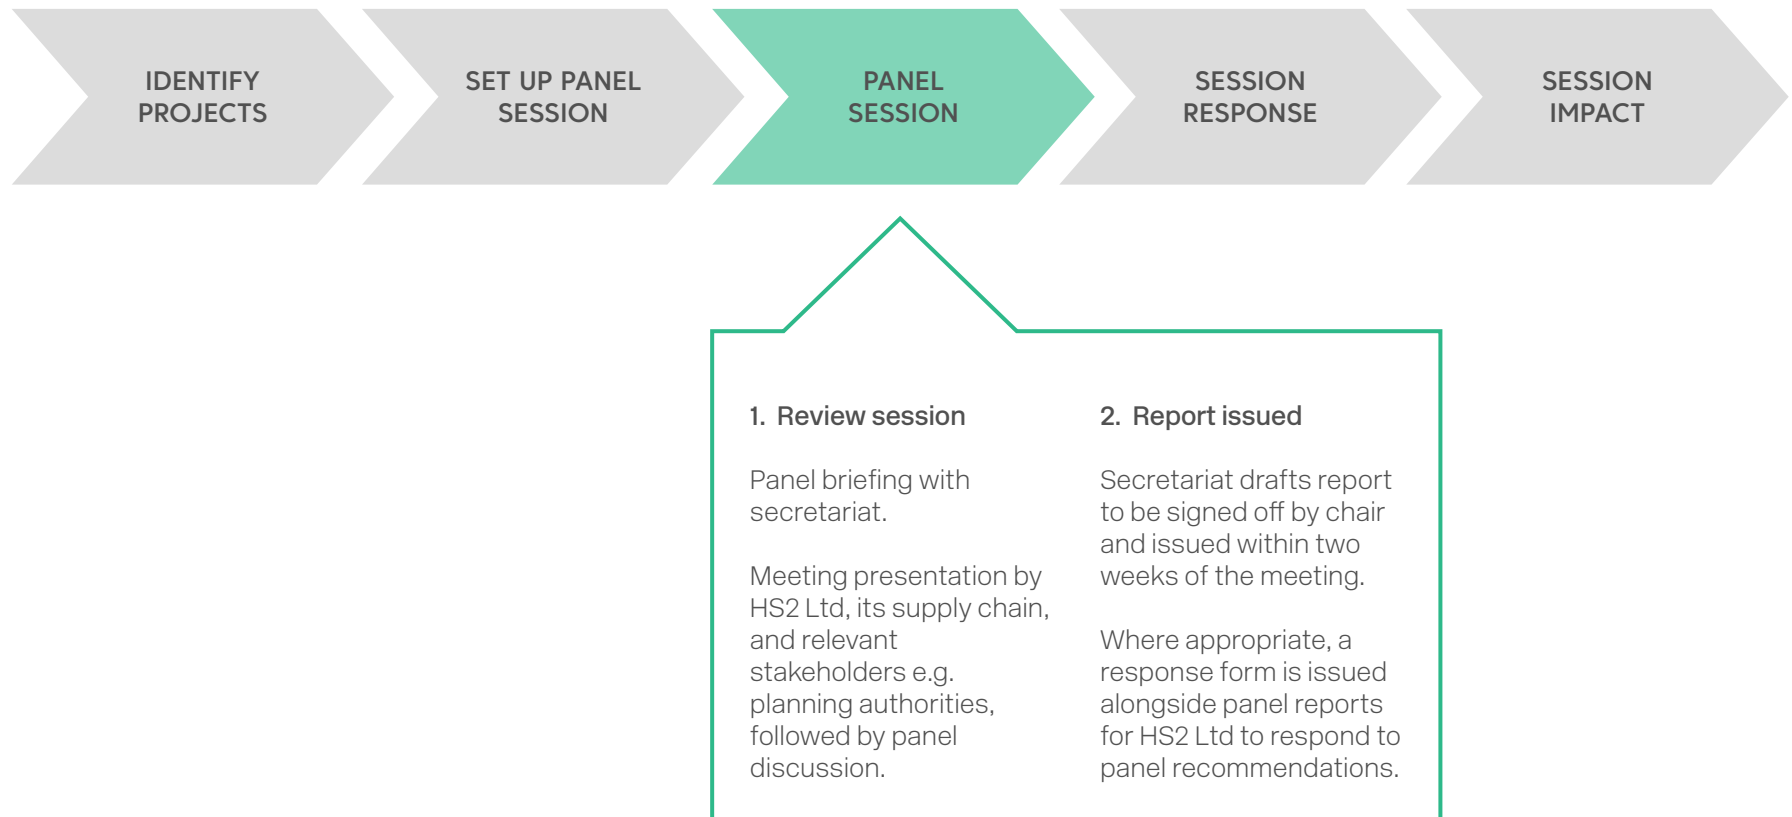 IDENTIFY
PROJECTS
SET UP PANEL
SESSION
PANEL
SESSION
SESSION
RESPONSE
SESSION
IMPACT
1. Review session
Panel briefing with
secretariat.
Meeting presentation by
HS2 Ltd, its supply chain,
and relevant
stakeholders e.g.
planning authorities,
followed by panel
discussion.
2. Report issued
Secretariat drafts report
to be signed off by chair
and issued within two
weeks of the meeting.
Where appropriate, a
response form is issued
alongside panel reports
for HS2 Ltd to respond to
panel recommendations.